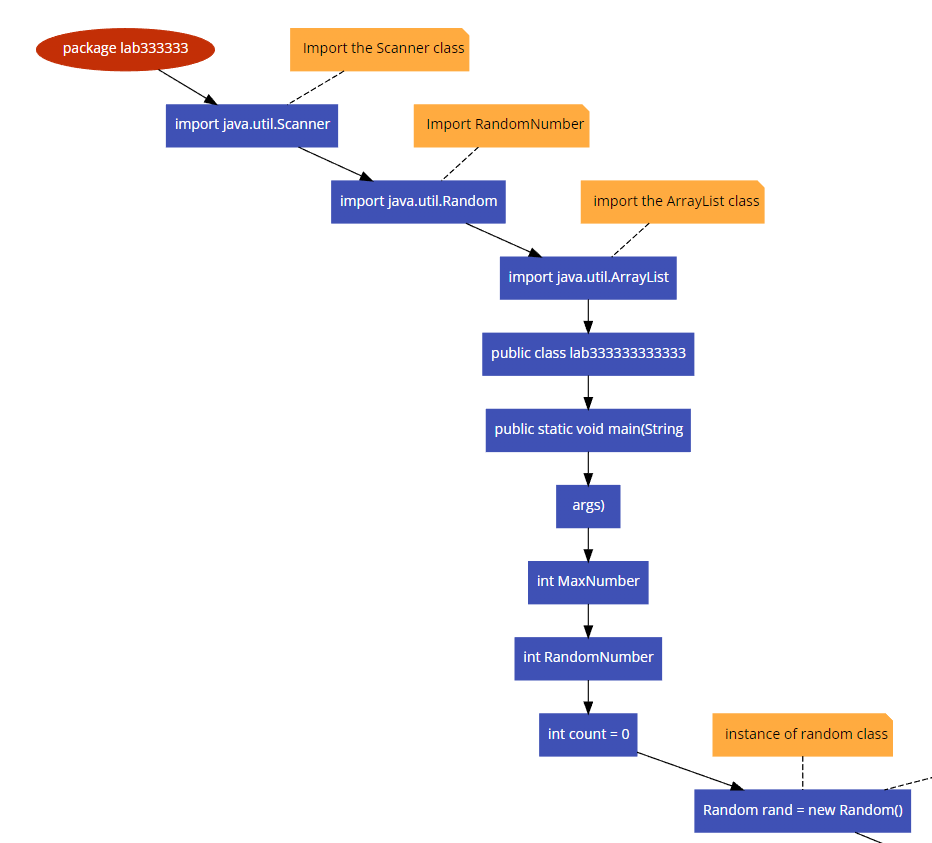 package lab333333
Import the Scanner class
import java.util.Scanner
Import RandomNumber
import java.util.Random
import the ArrayList class
import java.util.ArrayList
public class lab333333333333
public static void main(String
args)
int MaxNumber
int RandomNumber
int count = 0
instance of random class
Random rand = new Random()